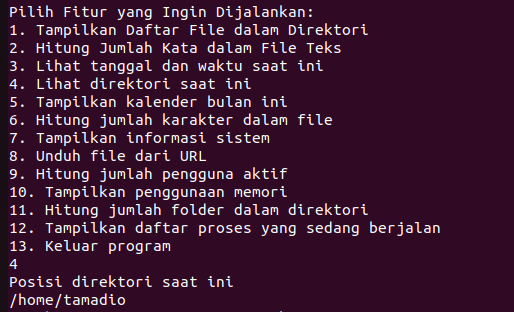 Pilih Fitur yang Ingin Dijalankan:
1. Tampilkan Daftar File dalam Direktori
2. Hitung Jumlah Kata dalam File Teks
3. Lihat tanggal dan waktu saat ini
4. Lihat direktori saat ini
5. Tampilkan kalender bulan ini
6. Hitung jumlah karakter dalam file
7. Tampilkan informasi sistem
8. Unduh file dari URL
9. Hitung jumlah pengguna aktif
10. Tampilkan penggunaan memori
11. Hitung jumlah folder dalam direktori
12. Tampilkan daftar proses yang sedang berjalan
13. Keluar program
4
Posisi direktori saat ini
/home/tamadio